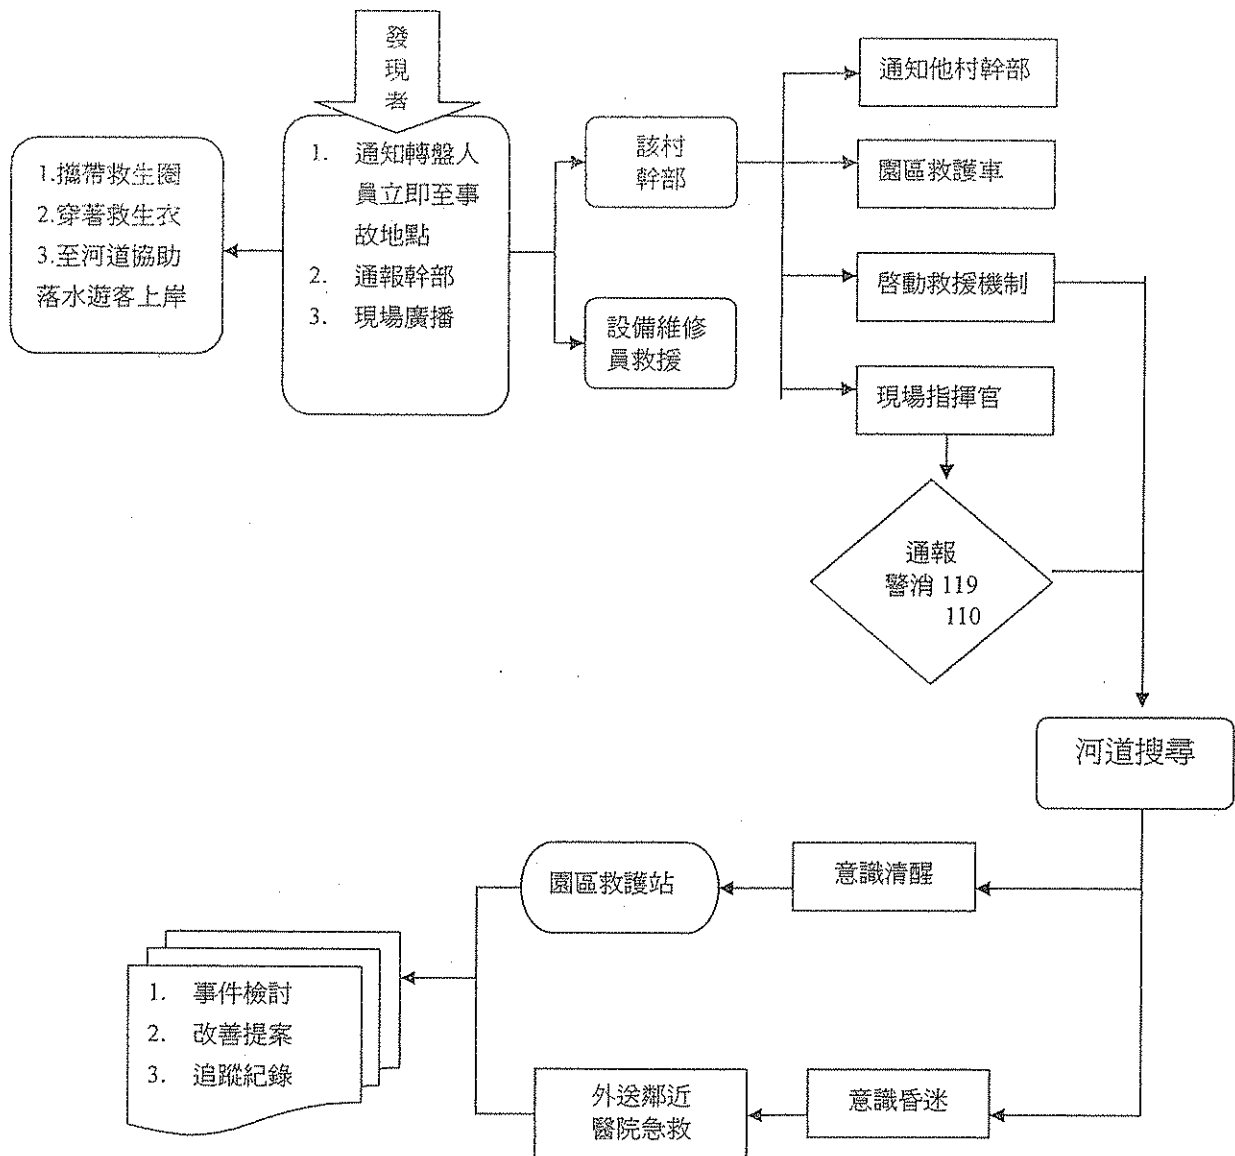 發
現
者
1. 通知轉盤人
員立即至事
故地點
2. 通報幹部
3. 現場廣播
1.攜帶救生圈
2.穿著救生衣
3.至河道協助
落水遊客上岸
該村
幹部
設備維修
員救援
通知他村幹部
園區救護車
啓動救援機制
現場指揮官
通報
警消 119
110
河道搜尋
意識清醒
園區救護站
意識昏迷
外送鄰近
醫院急救
1. 事件檢討
2. 改善提案
3. 追蹤紀錄